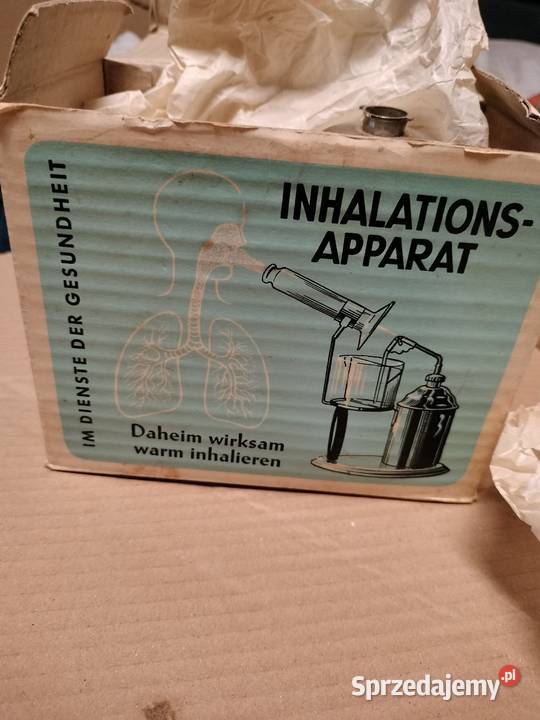 IM DIENSTE DER GESUNDHEIT
INHALATIONS-
APPARAT
Daheim wirksam
warm inhalieren
Sprzedajemy.pl